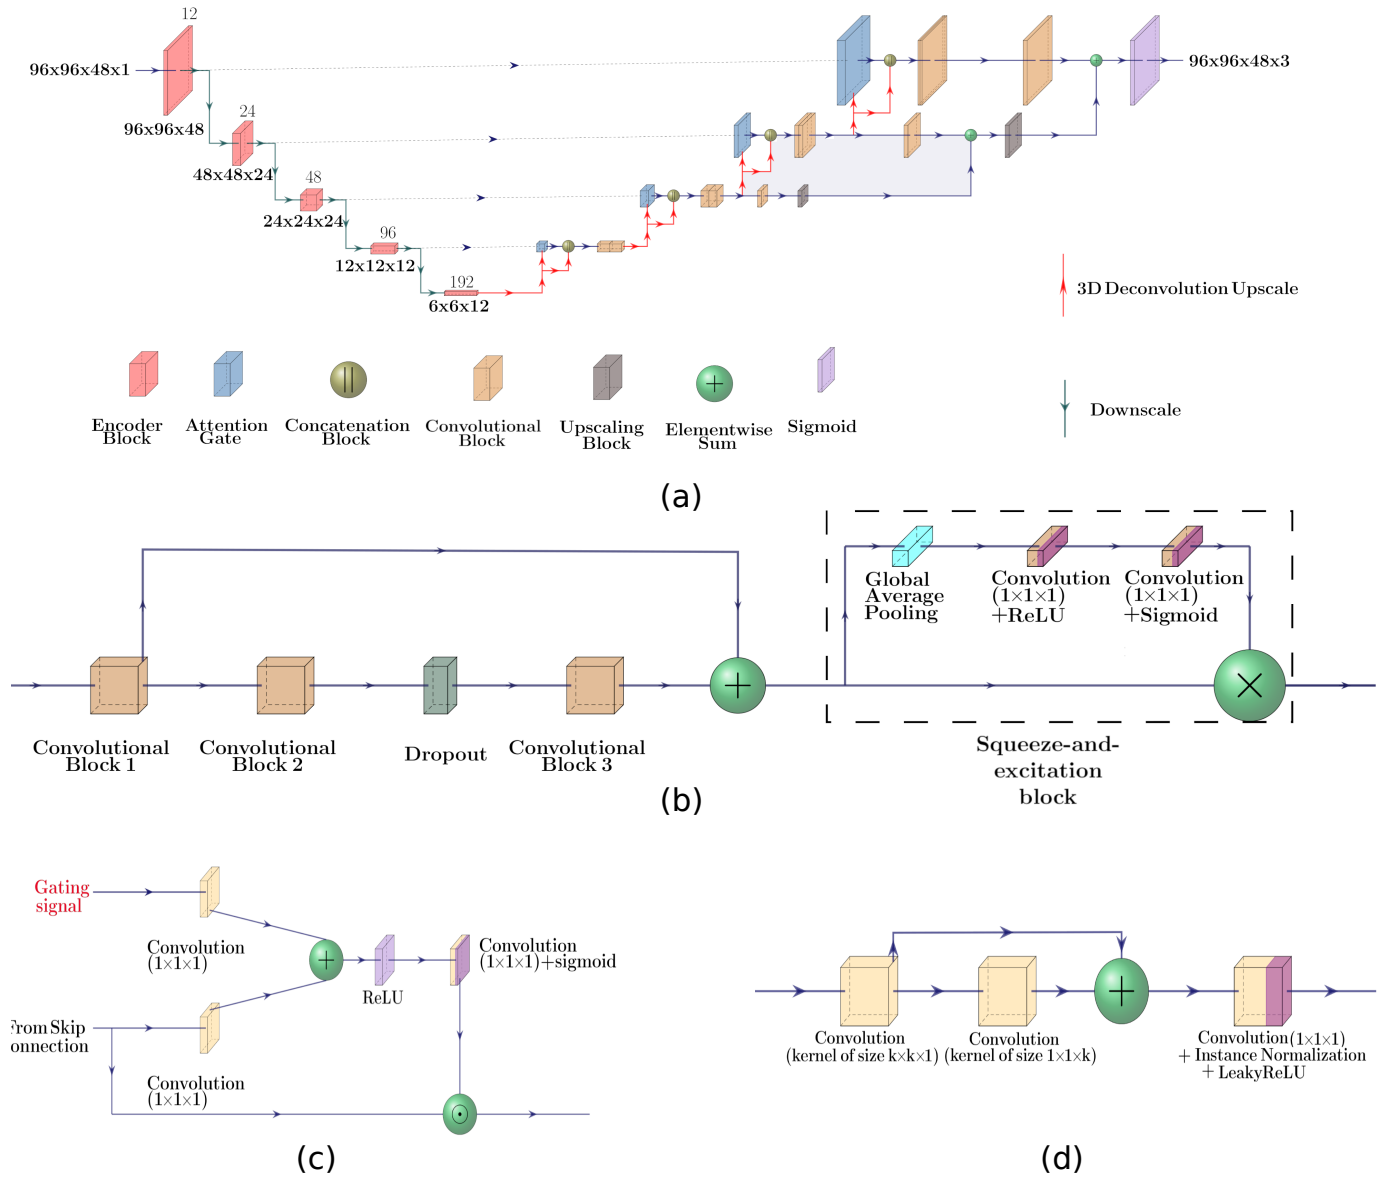 12
96x96x48x1
96x96x48
24
48x48x24
48
24x24x24
96
12x12x12
192
6x6x12
96x96x48x3
3D Deconvolution Upscale
Downscale
Encoder
Block
Attention
Gate
Concatenation
Block
Convolutional
Block
Upscaling
Block
Elementwise
Sum
Sigmoid
(a)
Global
Average
Pooling
Convolution
(1×1×1)
+ReLU
Convolution
(1×1×1)
+Sigmoid
Convolutional
Block 1
Convolutional
Block 2
Dropout
Convolutional
Block 3
Squeeze-and-
excitation
block
(b)
Gating
signal
Convolution
(1×1×1)
ReLU
Convolution
(1×1×1)+sigmoid
From Skip
onnection
Convolution
(1×1×1)
(c)
Convolution
(kernel of size k×k×1)
Convolution
(kernel of size 1×1×k)
Convolution (1×1×1)
+ Instance Normalization
+ LeakyReLU
(d)